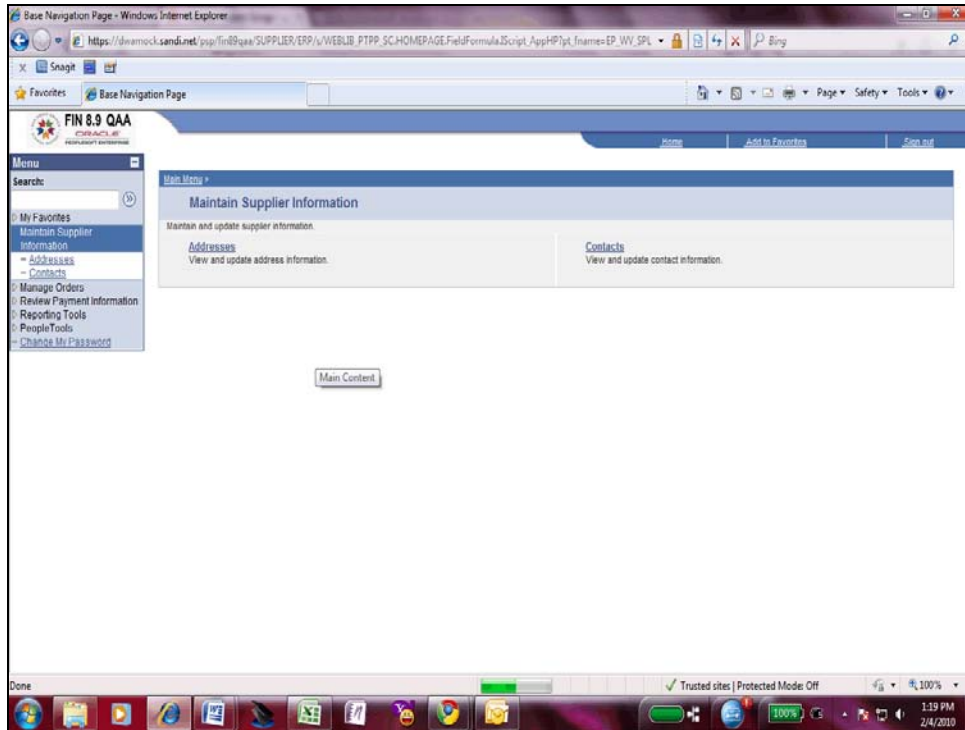 Base Navigation Page - Windows Internet Explorer
https://dwamock.sandi.net/psp/fin89qaa/SUPPLIER/ERP/s/WEBLIB_PTPP_SC.HOMEPAGE.FieldFormula.IScript_AppHP?pt_fname=EP_WV_SPL
Bing
x Snagit
Favorites Base Navigation Page Page Safety Tools
FIN 8.9 QAA
ORACLE
PEOPLESOFT ENTERPRISE
Home Add to Favorites Sign out
Menu
Search:
Main Menu >
Maintain Supplier Information
Maintain and update supplier information.
Addresses
View and update address information.
Contacts
View and update contact information.
My Favorites
Maintain Supplier
Information
– Addresses
– Contacts
Manage Orders
Review Payment Information
Reporting Tools
PeopleTools
– Change My Password
Main Content
Done Trusted sites | Protected Mode: Off 100%
100% 1:19 PM
2/4/2010